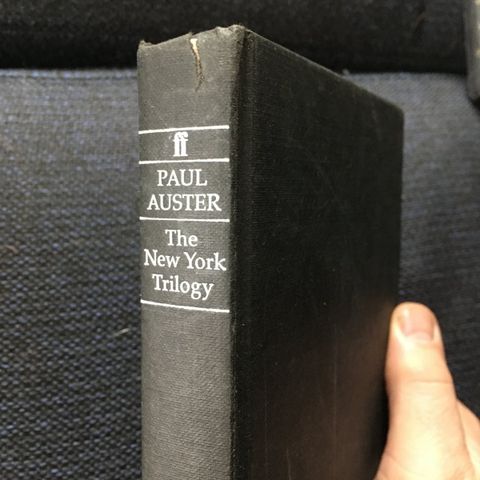 ff
PAUL
AUSTER
The
New York
Trilogy